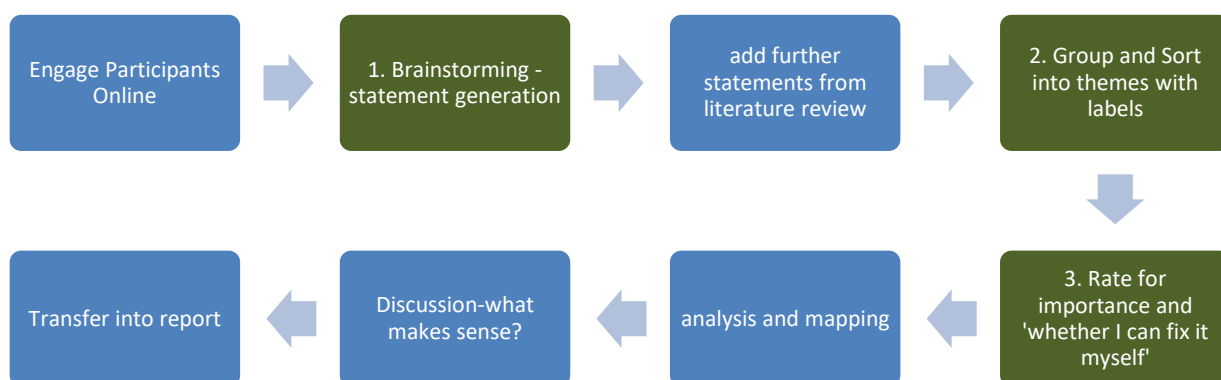 Engage Participants
Online
1. Brainstorming -
statement generation
add further
statements from
literature review
2. Group and Sort
into themes with
labels
3. Rate for
importance and
'whether I can fix it
myself'
analysis and mapping
Discussion-what
makes sense?
Transfer into report